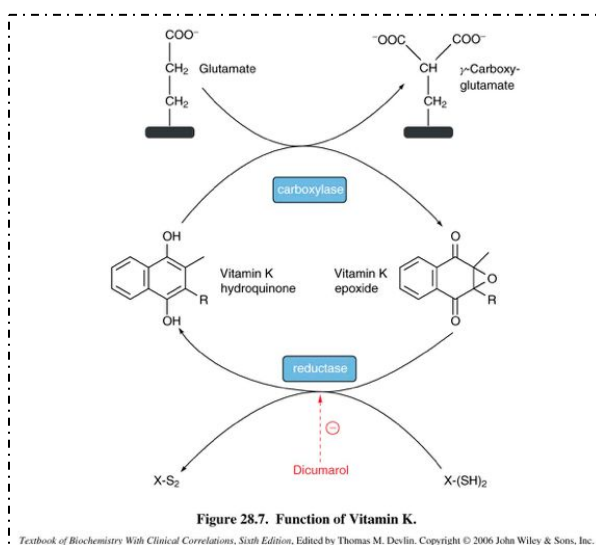 COO⁻
CH₂ Glutamate
CH₂
⁻OOC COO⁻
CH γ-Carboxy-
glutamate
CH₂
carboxylase
OH
Vitamin K
hydroquinone
R
OH
Vitamin K
epoxide
O
O
R
O
reductase
⊖
Dicumarol
X-S₂
X-(SH)₂
Figure 28.7. Function of Vitamin K.
Textbook of Biochemistry With Clinical Correlations, Sixth Edition, Edited by Thomas M. Devlin. Copyright © 2006 John Wiley & Sons, Inc.